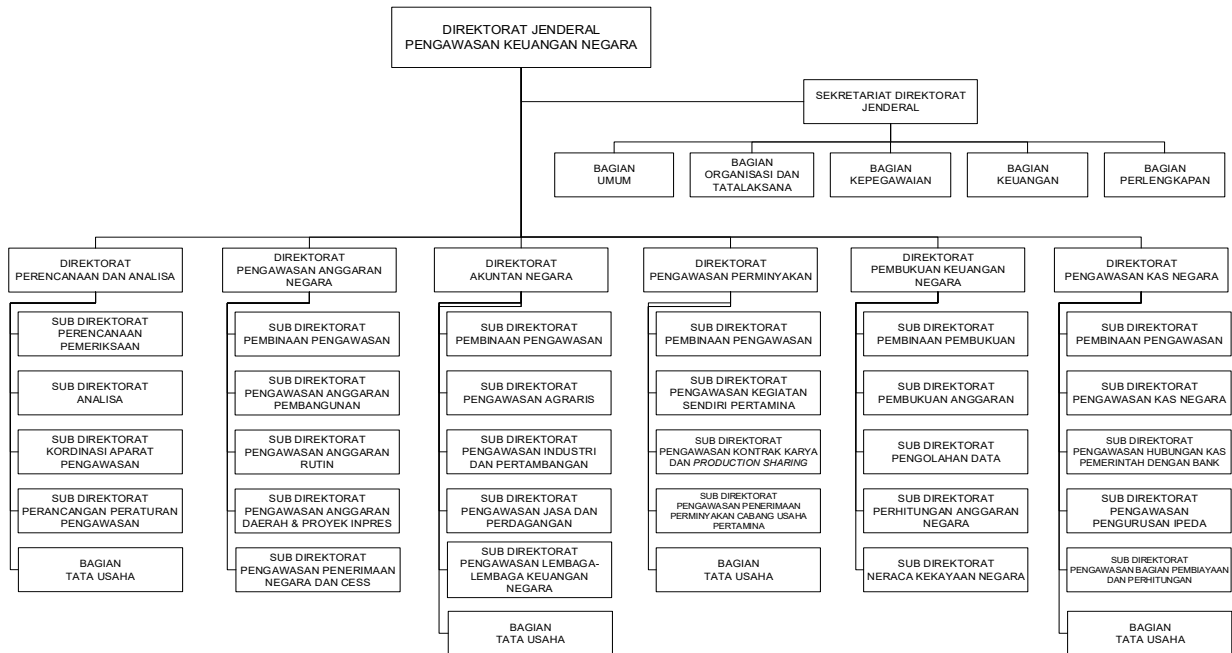 DIREKTORAT JENDERAL
PENGAWASAN KEUANGAN NEGARA
SEKRETARIAT DIREKTORAT
JENDERAL
BAGIAN
UMUM
BAGIAN
ORGANISASI DAN
TATALAKSANA
BAGIAN
KEPEGAWAIAN
BAGIAN
KEUANGAN
BAGIAN
PERLENGKAPAN
DIREKTORAT
PERENCANAAN DAN ANALISA
SUB DIREKTORAT
PERENCANAAN
PEMERIKSAAN
SUB DIREKTORAT
ANALISA
SUB DIREKTORAT
KORDINASI APARAT
PENGAWASAN
SUB DIREKTORAT
PERANCANGAN PERATURAN
PENGAWASAN
BAGIAN
TATA USAHA
DIREKTORAT
PENGAWASAN ANGGARAN
NEGARA
SUB DIREKTORAT
PEMBINAAN PENGAWASAN
SUB DIREKTORAT
PENGAWASAN ANGGARAN
PEMBANGUNAN
SUB DIREKTORAT
PENGAWASAN ANGGARAN
RUTIN
SUB DIREKTORAT
PENGAWASAN ANGGARAN
DAERAH & PROYEK INPRES
SUB DIREKTORAT
PENGAWASAN PENERIMAAN
NEGARA DAN CESS
DIREKTORAT
AKUNTAN NEGARA
SUB DIREKTORAT
PEMBINAAN PENGAWASAN
SUB DIREKTORAT
PENGAWASAN AGRARIS
SUB DIREKTORAT
PENGAWASAN INDUSTRI
DAN PERTAMBANGAN
SUB DIREKTORAT
PENGAWASAN JASA DAN
PERDAGANGAN
SUB DIREKTORAT
PENGAWASAN LEMBAGA-
LEMBAGA KEUANGAN
NEGARA
BAGIAN
TATA USAHA
DIREKTORAT
PENGAWASAN PERMINYAKAN
SUB DIREKTORAT
PEMBINAAN PENGAWASAN
SUB DIREKTORAT
PENGAWASAN KEGIATAN
SENDIRI PERTAMINA
SUB DIREKTORAT
PENGAWASAN KONTRAK KARYA
DAN PRODUCTION SHARING
SUB DIREKTORAT
PENGAWASAN PENERIMAAN
PERMINYAKAN CABANG USAHA
PERTAMINA
BAGIAN
TATA USAHA
DIREKTORAT
PEMBUKUAN KEUANGAN
NEGARA
SUB DIREKTORAT
PEMBINAAN PEMBUKUAN
SUB DIREKTORAT
PEMBUKUAN ANGGARAN
SUB DIREKTORAT
PENGOLAHAN DATA
SUB DIREKTORAT
PERHITUNGAN ANGGARAN
NEGARA
SUB DIREKTORAT
NERACA KEKAYAAN NEGARA
DIREKTORAT
PENGAWASAN KAS NEGARA
SUB DIREKTORAT
PEMBINAAN PENGAWASAN
SUB DIREKTORAT
PENGAWASAN KAS NEGARA
SUB DIREKTORAT
PENGAWASAN HUBUNGAN KAS
PEMERINTAH DENGAN BANK
SUB DIREKTORAT
PENGAWASAN
PENGURUSAN IPEDA
SUB DIREKTORAT
PENGAWASAN BAGIAN PEMBIAYAAN
DAN PERHITUNGAN
BAGIAN
TATA USAHA